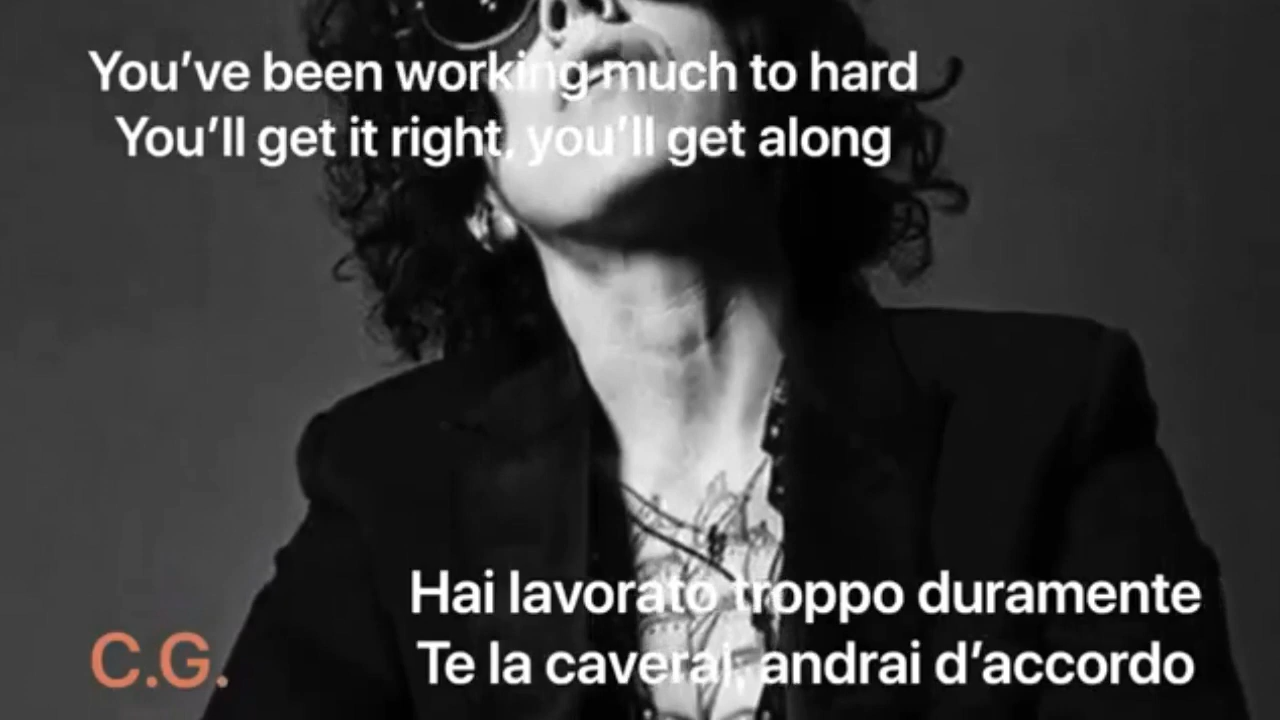 You’ve been working much to hard
You’ll get it right, you’ll get along
Hai lavorato troppo duramente
Te la caverai, andrai d’accordo
C.G.